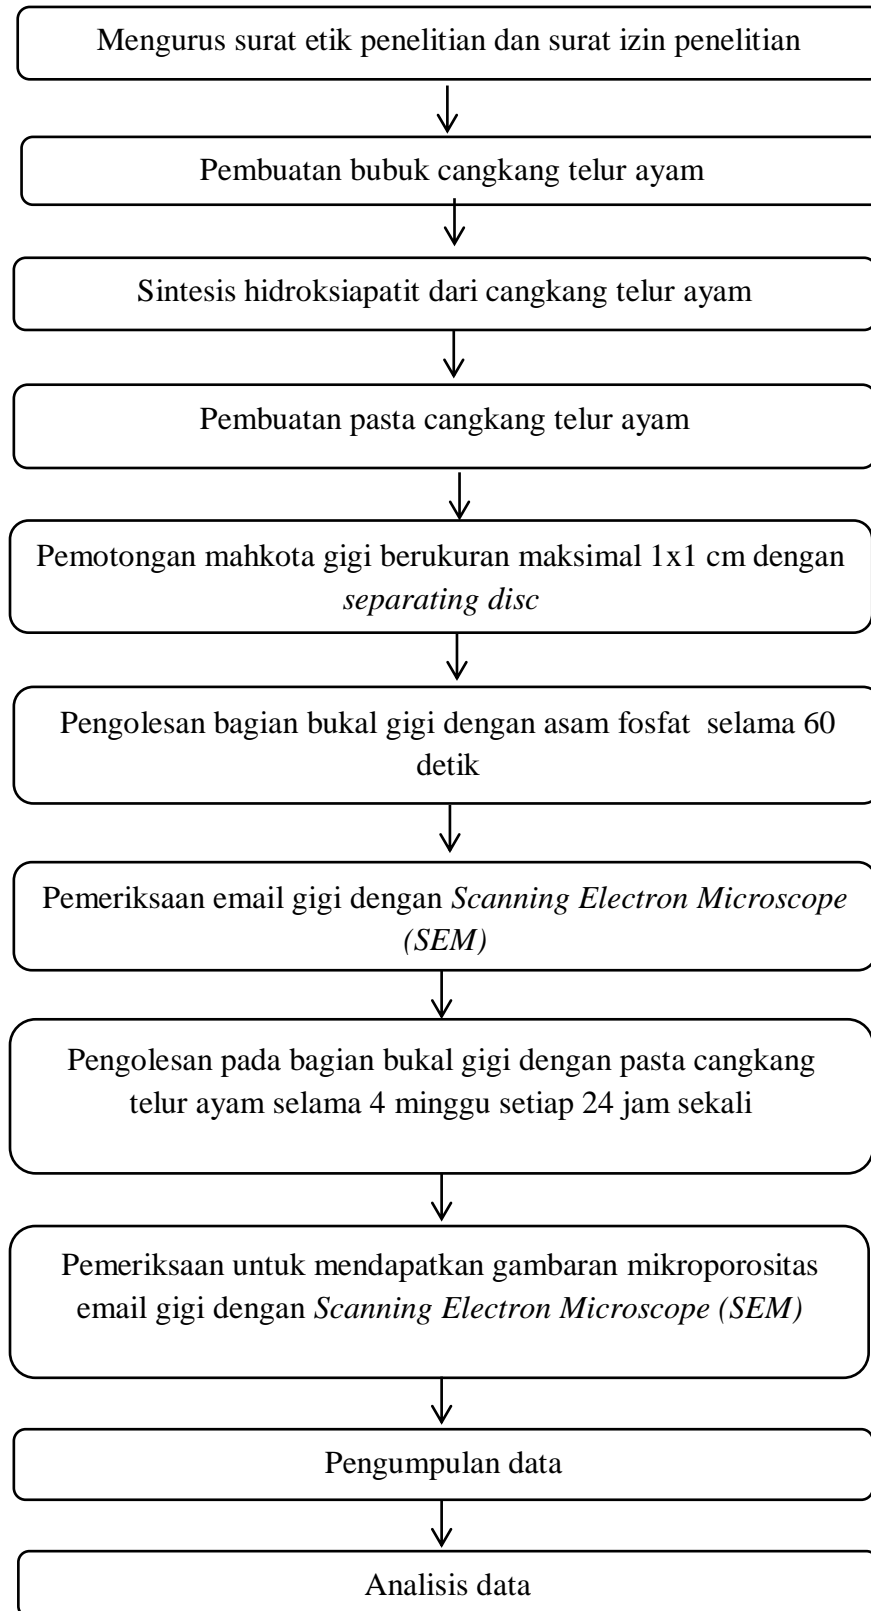 Mengurus surat etik penelitian dan surat izin penelitian
Pembuatan bubuk cangkang telur ayam
Sintesis hidroksiapatit dari cangkang telur ayam
Pembuatan pasta cangkang telur ayam
Pemotongan mahkota gigi berukuran maksimal 1x1 cm dengan
separating disc
Pengolesan bagian bukal gigi dengan asam fosfat selama 60
detik
Pemeriksaan email gigi dengan Scanning Electron Microscope
(SEM)
Pengolesan pada bagian bukal gigi dengan pasta cangkang
telur ayam selama 4 minggu setiap 24 jam sekali
Pemeriksaan untuk mendapatkan gambaran mikroporositas
email gigi dengan Scanning Electron Microscope (SEM)
Pengumpulan data
Analisis data